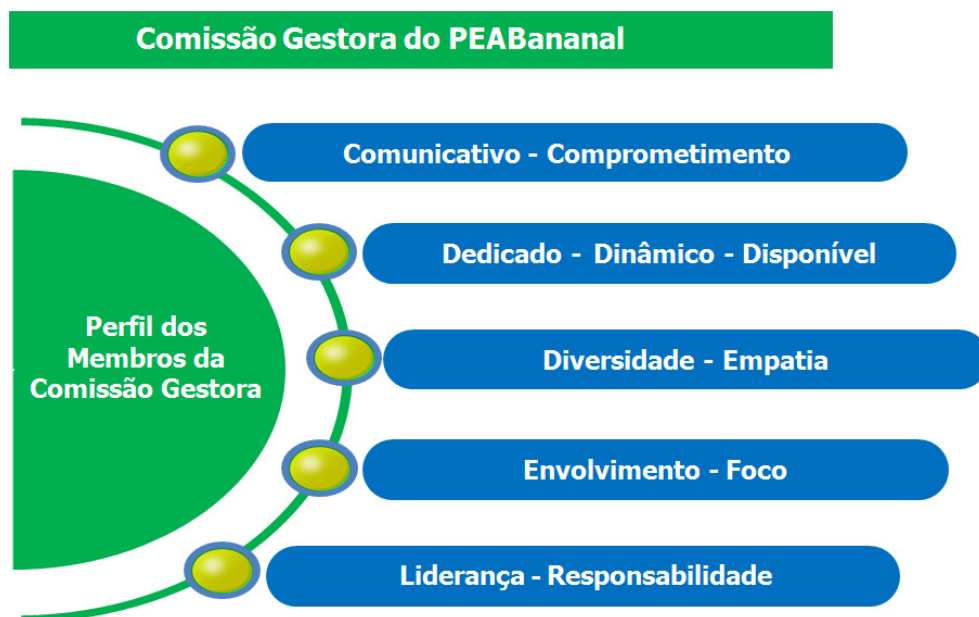 Comissão Gestora do PEABananal
Comunicativo - Comprometimento
Dedicado - Dinâmico - Disponível
Perfil dos
Membros da
Comissão Gestora
Diversidade - Empatia
Envolvimento - Foco
Liderança - Responsabilidade